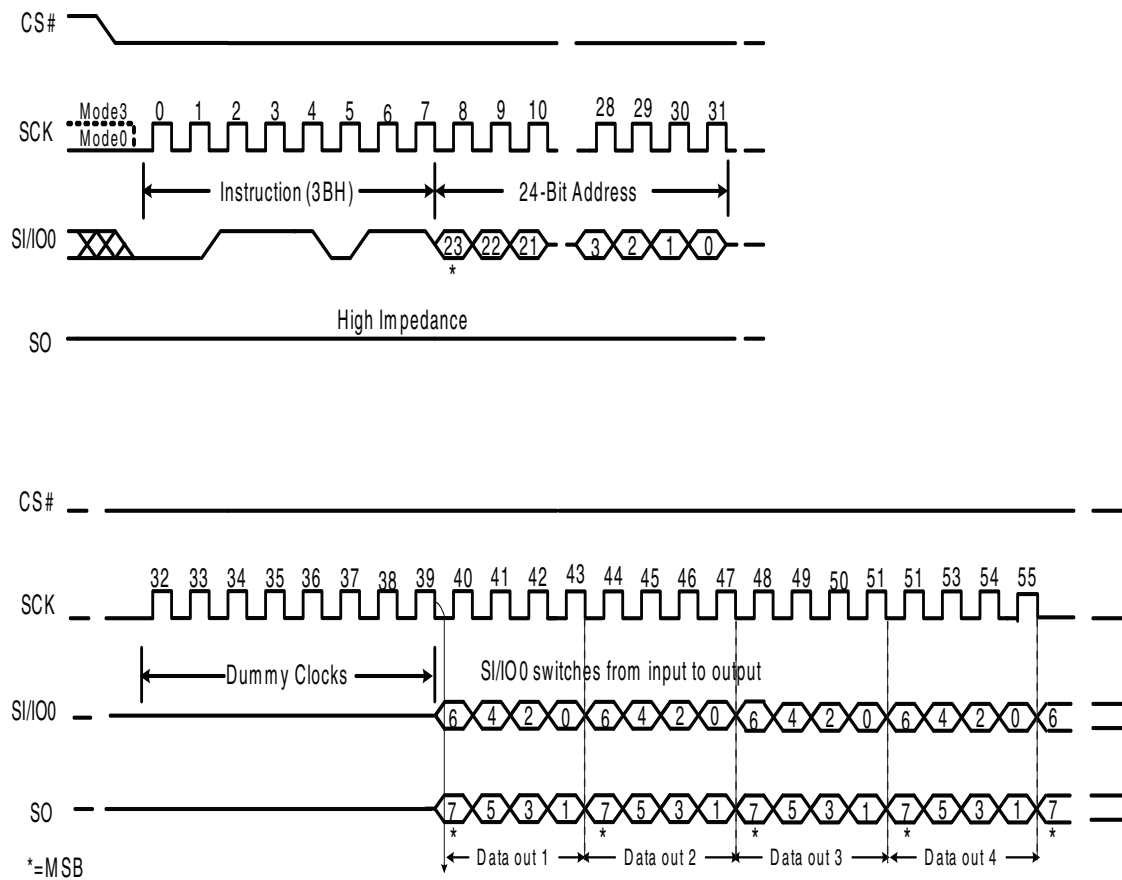 CS#
Mode3 0 1 2 3 4 5 6 7 8 9 10 28 29 30 31
SCK Mode0
Instruction (3BH) 24-Bit Address
SI/IO0 23 22 21 3 2 1 0
*
High Impedance
SO
CS#
32 33 34 35 36 37 38 39 40 41 42 43 44 45 46 47 48 49 50 51 51 53 54 55
SCK
Dummy Clocks SI/IO0 switches from input to output
SI/IO0 6 4 2 0 6 4 2 0 6 4 2 0 6 4 2 0 6
SO 7 5 3 1 7 5 3 1 7 5 3 1 7 5 3 1 7
* * * * *
Data out 1 Data out 2 Data out 3 Data out 4
*=MSB